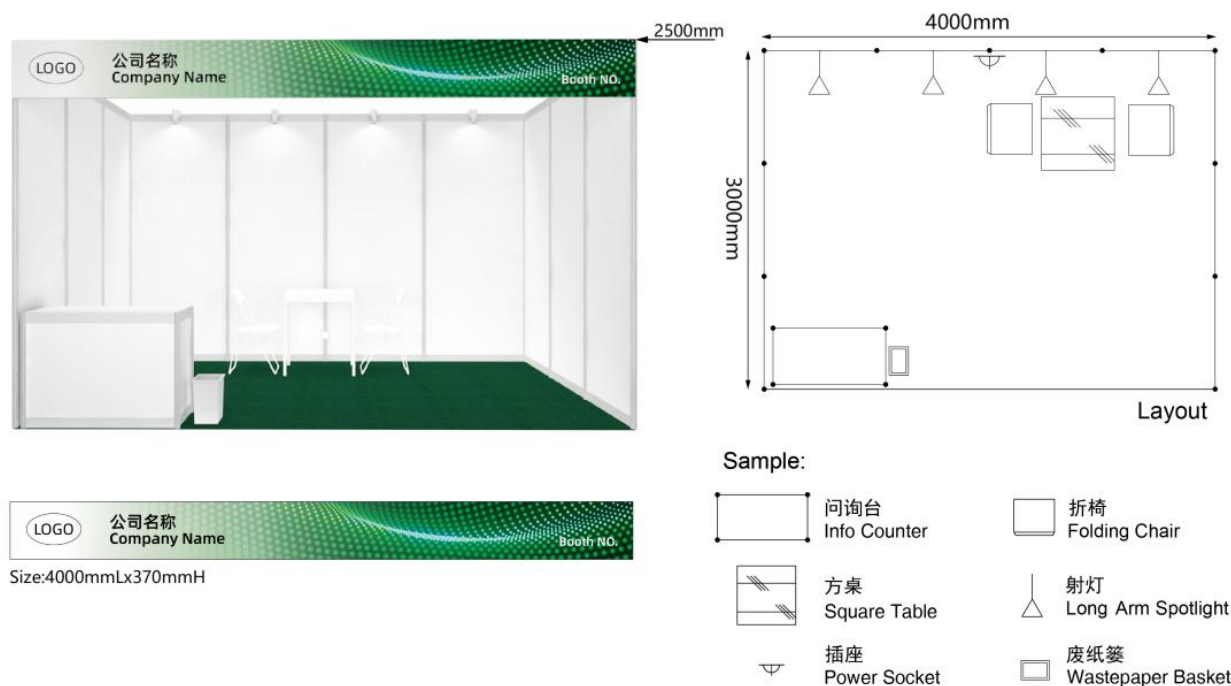 2500mm
LOGO
公司名称
Company Name
Booth NO.
4000mm
3000mm
Layout
LOGO
公司名称
Company Name
Booth NO.
Size:4000mmLx370mmH
Sample:
问询台
Info Counter
折椅
Folding Chair
方桌
Square Table
射灯
Long Arm Spotlight
插座
Power Socket
废纸篓
Wastepaper Basket